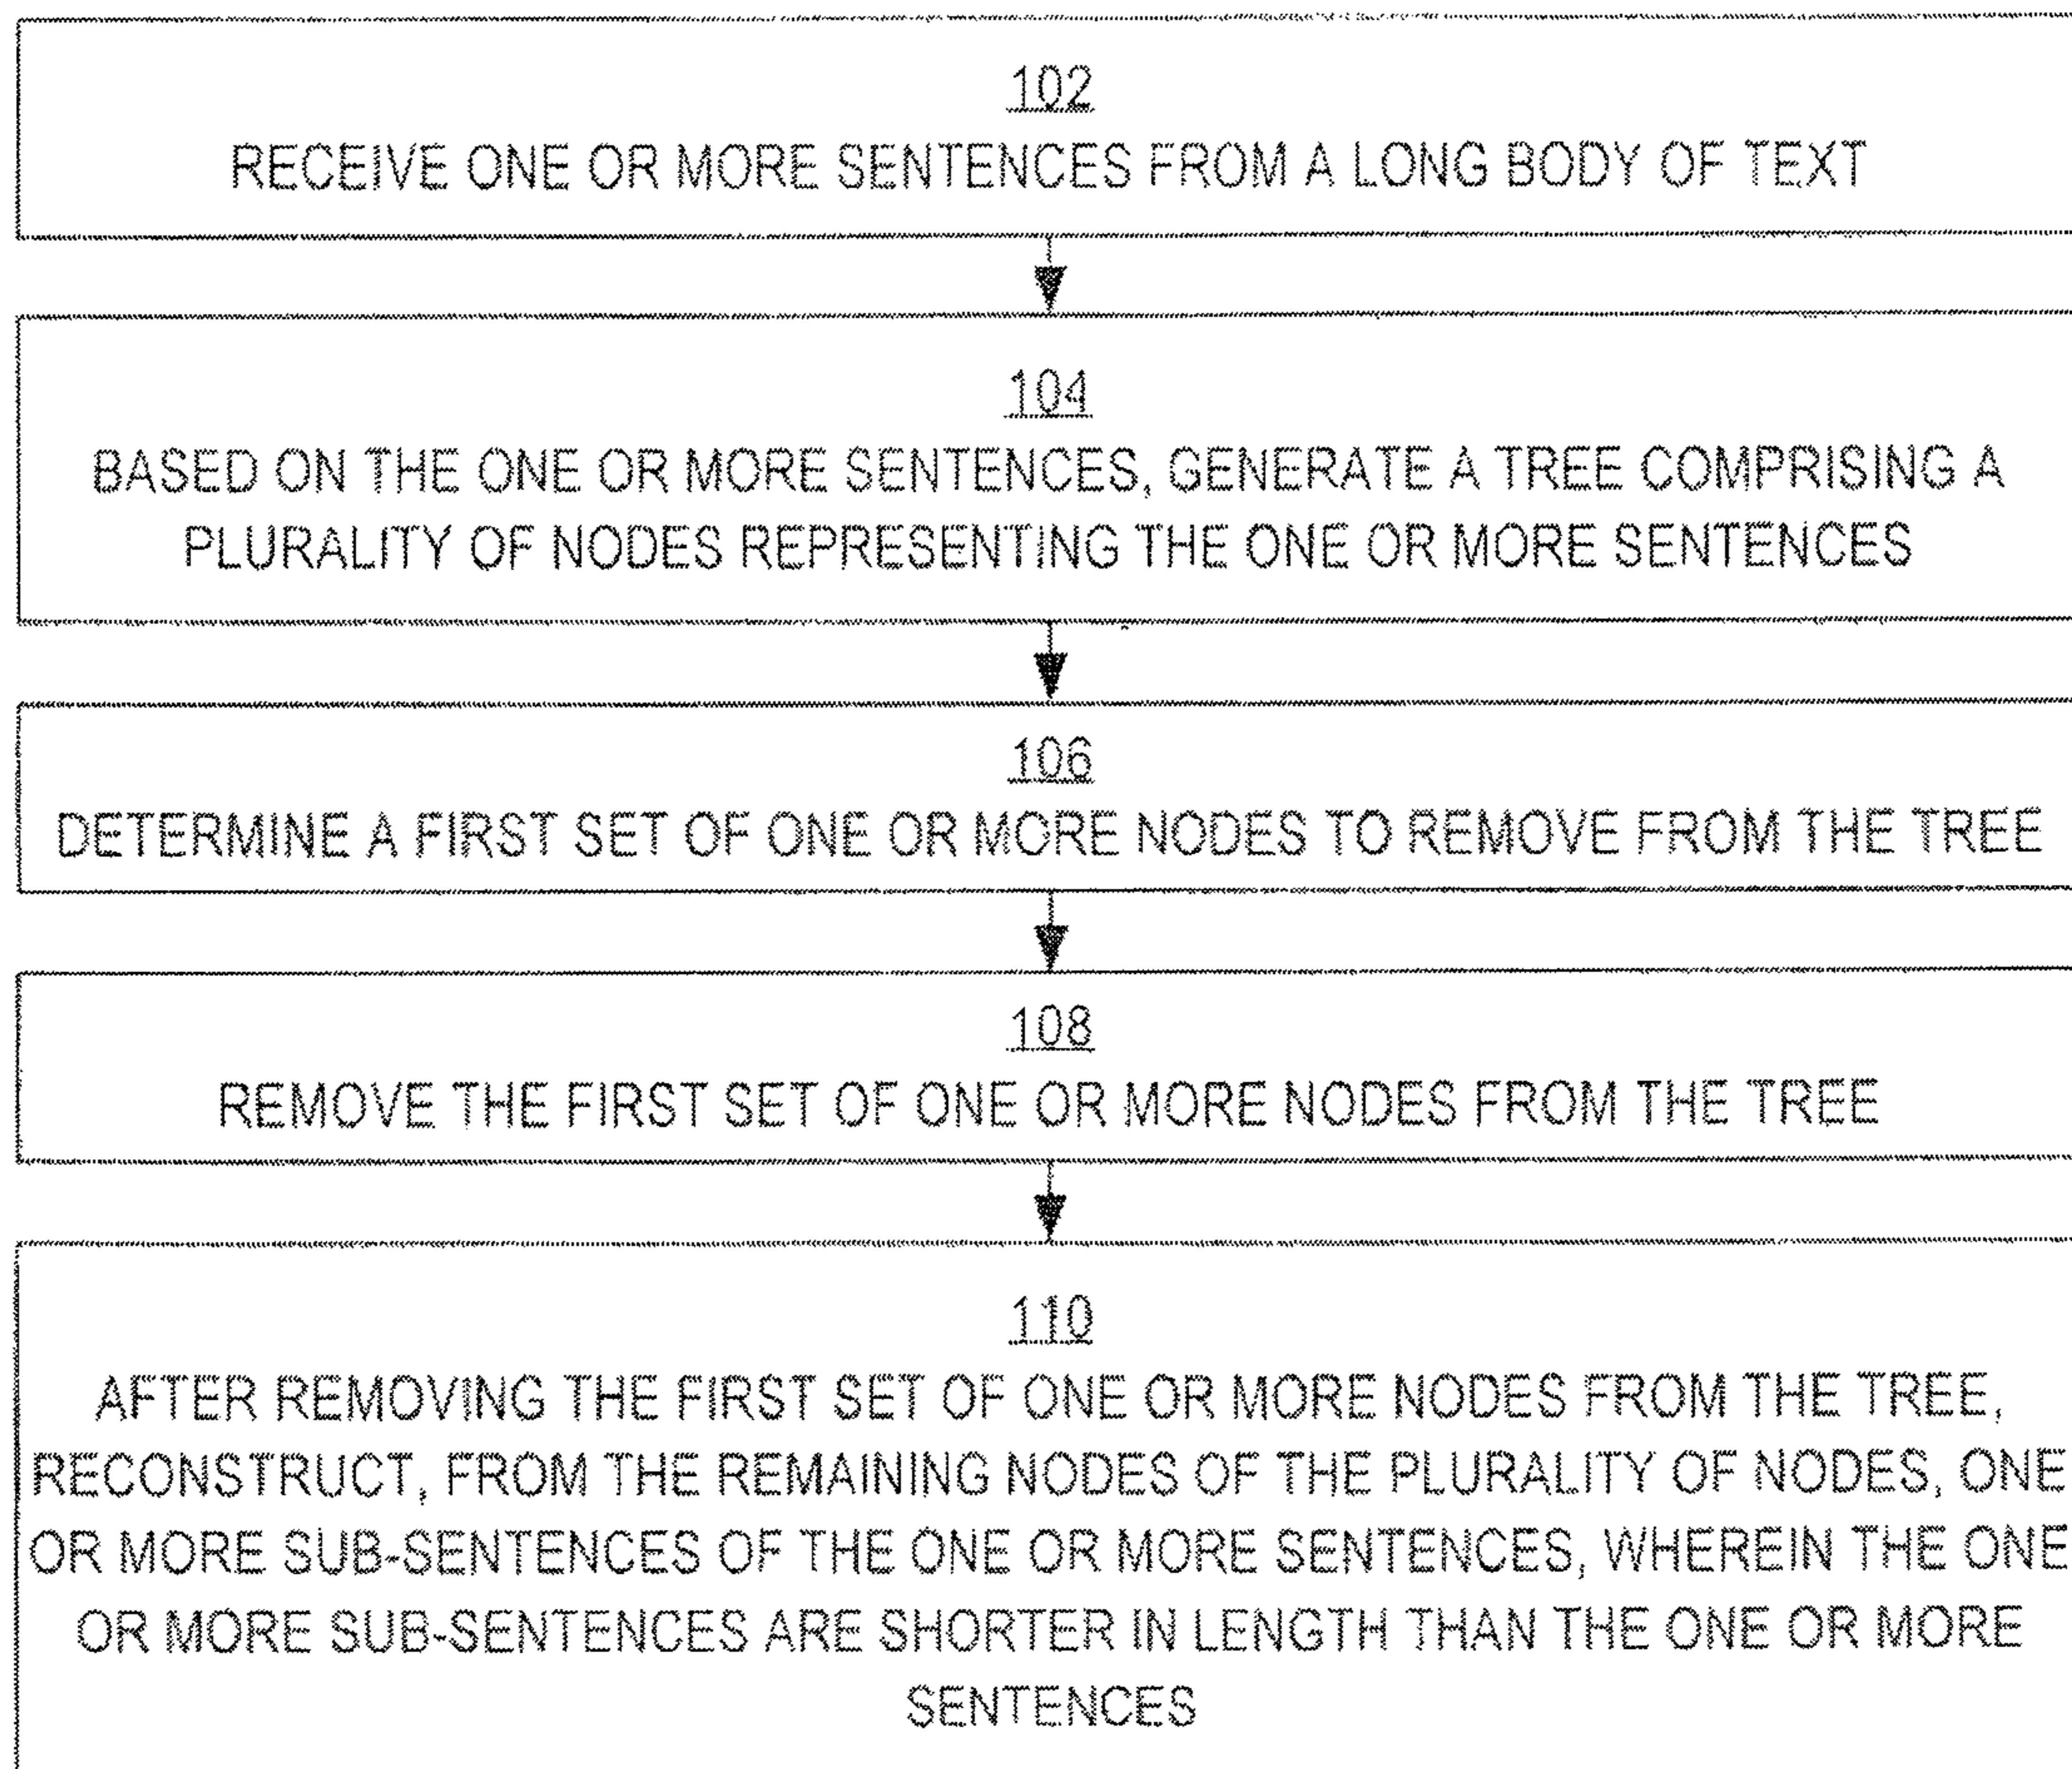 102
RECEIVE ONE OR MORE SENTENCES FROM A LONG BODY OF TEXT
104
BASED ON THE ONE OR MORE SENTENCES, GENERATE A TREE COMPRISING A
PLURALITY OF NODES REPRESENTING THE ONE OR MORE SENTENCES
106
DETERMINE A FIRST SET OF ONE OR MORE NODES TO REMOVE FROM THE TREE
108
REMOVE THE FIRST SET OF ONE OR MORE NODES FROM THE TREE
110
AFTER REMOVING THE FIRST SET OF ONE OR MORE NODES FROM THE TREE,
RECONSTRUCT, FROM THE REMAINING NODES OF THE PLURALITY OF NODES, ONE
OR MORE SUB-SENTENCES OF THE ONE OR MORE SENTENCES, WHEREIN THE ONE
OR MORE SUB-SENTENCES ARE SHORTER IN LENGTH THAN THE ONE OR MORE
SENTENCES